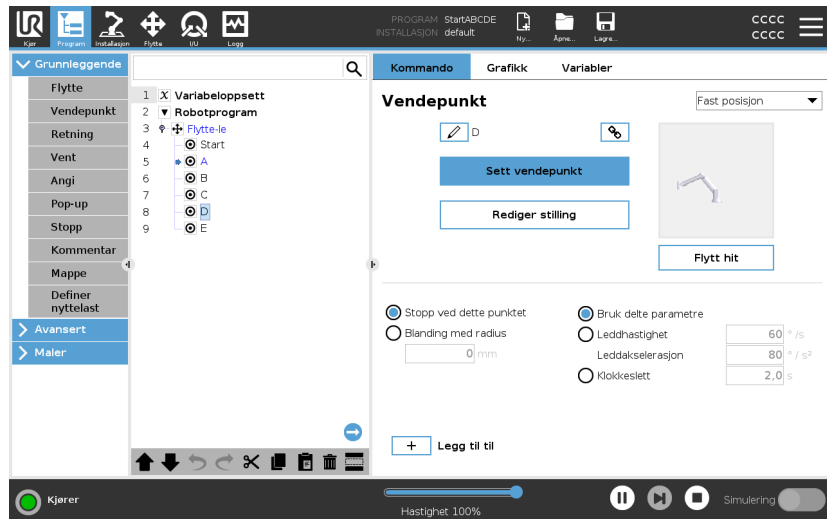 PROGRAM StartABCDE
INSTALLASJON default
Ny... Åpne... Lagre...
CCCC
CCCC
Kjør Program Installasjon Flytte I/U Logg
Grunnleggende
Flytte
Vendepunkt
Retning
Vent
Angi
Pop-up
Stopp
Kommentar
Mappe
Definer
nyttelast
Avansert
Maler
1 X Variabeloppsett
2 Robotprogram
3 Flytte-le
4 Start
5 A
6 B
7 C
8 D
9 E
Kommando Grafikk Variabler
Vendepunkt
Fast posisjon
D
Sett vendepunkt
Rediger stilling
Flytt hit
Stopp ved dette punktet
Blanding med radius
0 mm
Bruk delte parametre
Leddhastighet 60 °/s
Leddakselerasjon 80 °/s²
Klokkeslett 2,0 s
+ Legg til til
Kjører
Hastighet 100%
Simulering